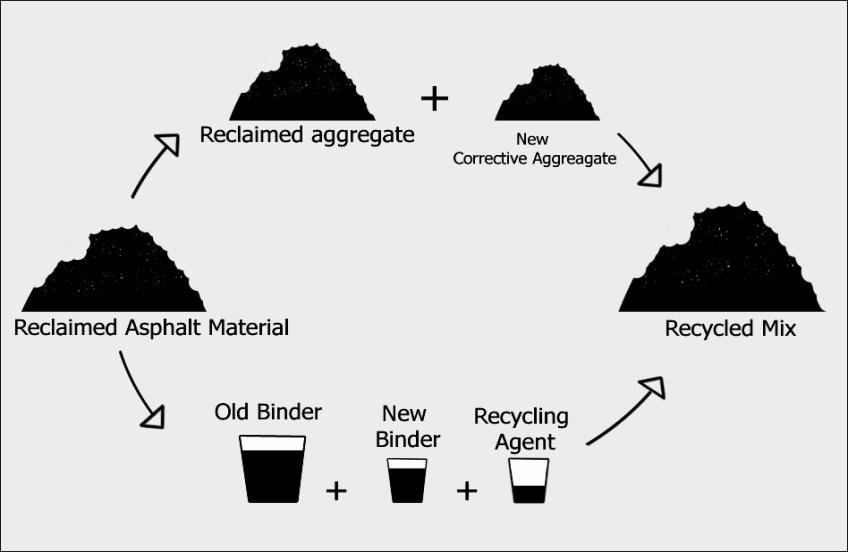 Reclaimed aggregate
+
New
Corrective Aggreagate
Reclaimed Asphalt Material
Recycled Mix
Old Binder
+
New
Binder
+
Recycling
Agent